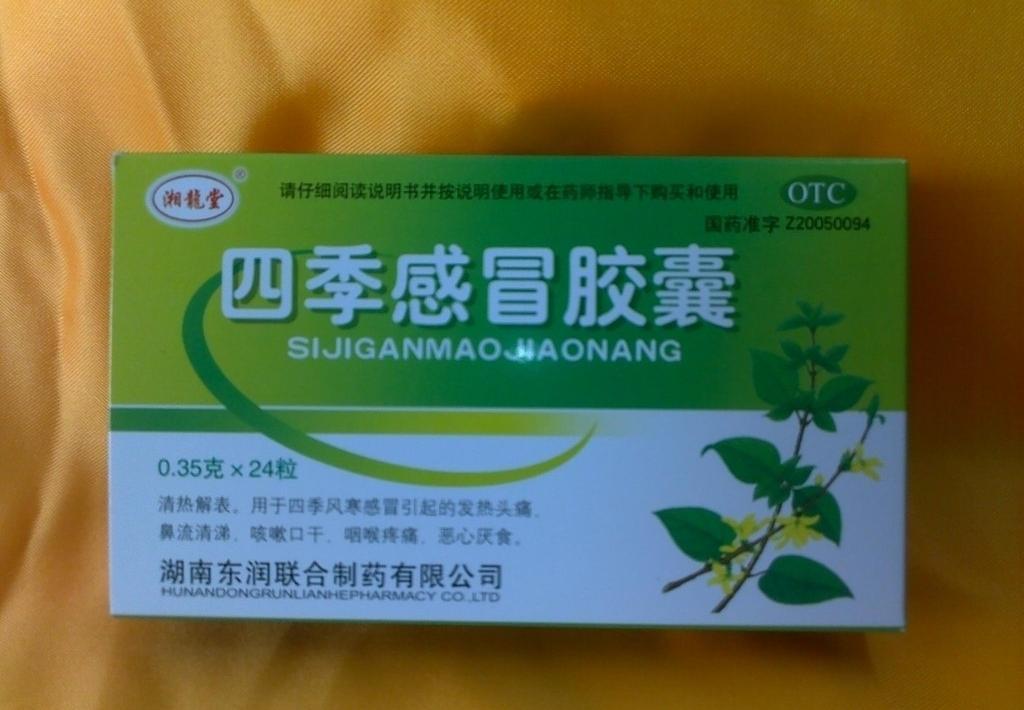 湘龍堂®
请仔细阅读说明书并按说明使用或在药师指导下购买和使用
OTC
国药准字 Z20050094
四季感冒胶囊
SIJIGANMAOJIAONANG
0.35克×24粒
清热解表。用于四季风寒感冒引起的发热头痛、
鼻流清涕、咳嗽口干、咽喉疼痛、恶心厌食。
湖南东润联合制药有限公司
HUNANDONGRUNLIANHEPHARMACY CO.,LTD